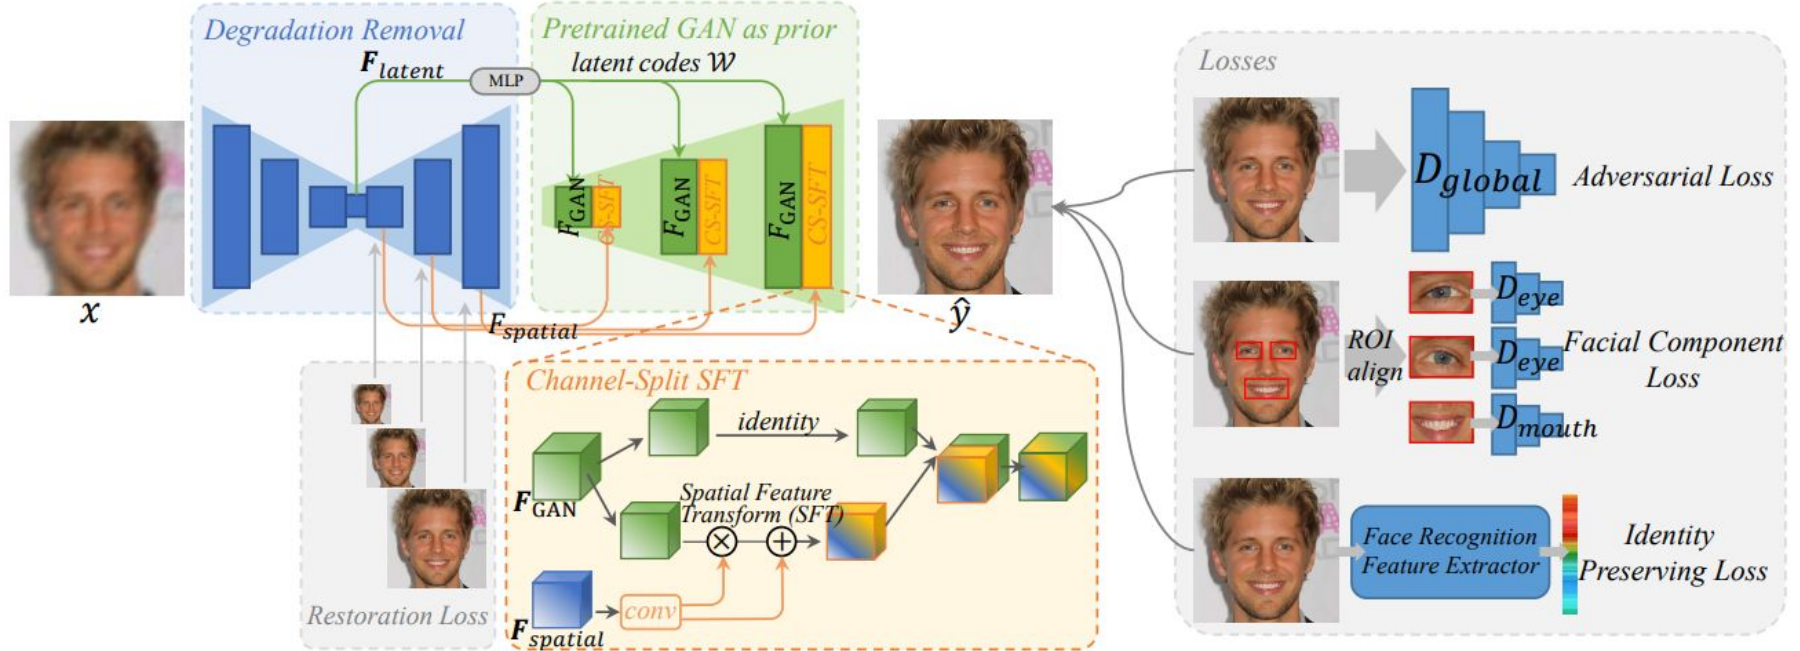 Degradation Removal
F_latent
MLP
Pretrained GAN as prior
latent codes W
F_GAN
CS-SFT
F_GAN
CS-SFT
F_GAN
CS-SFT
x
ŷ
F_spatial
Restoration Loss
Channel-Split SFT
identity
F_GAN
Spatial Feature
Transform (SFT)
conv
F_spatial
Losses
D_global
Adversarial Loss
ROI
align
D_eye
D_eye
D_mouth
Facial Component
Loss
Face Recognition
Feature Extractor
Identity
Preserving Loss